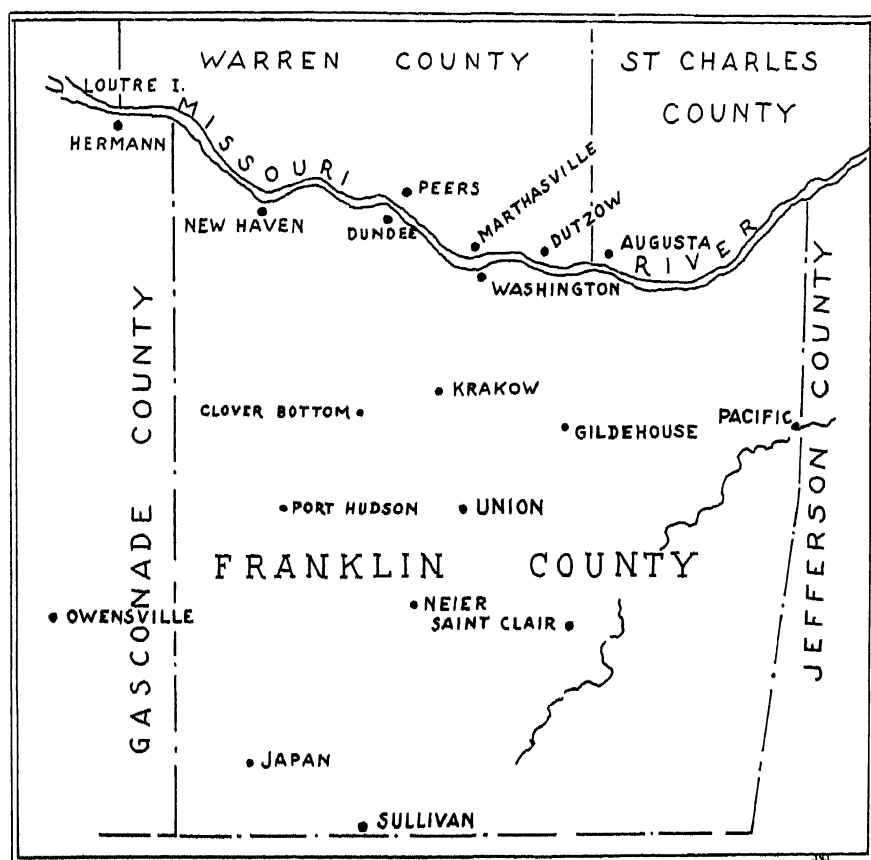 WARREN COUNTY
ST CHARLES
COUNTY
LOUTRE I.
MISSOURI
RIVER
HERMANN
PEERS
MARTHASVILLE
DUTZOW
NEW HAVEN
DUNDEE
AUGUSTA
WASHINGTON
GASCONADE COUNTY
JEFFERSON COUNTY
KRAKOW
CLOVER BOTTOM
GILDEHOUSE
PACIFIC
PORT HUDSON
UNION
FRANKLIN COUNTY
NEIER
OWENSVILLE
SAINT CLAIR
JAPAN
SULLIVAN